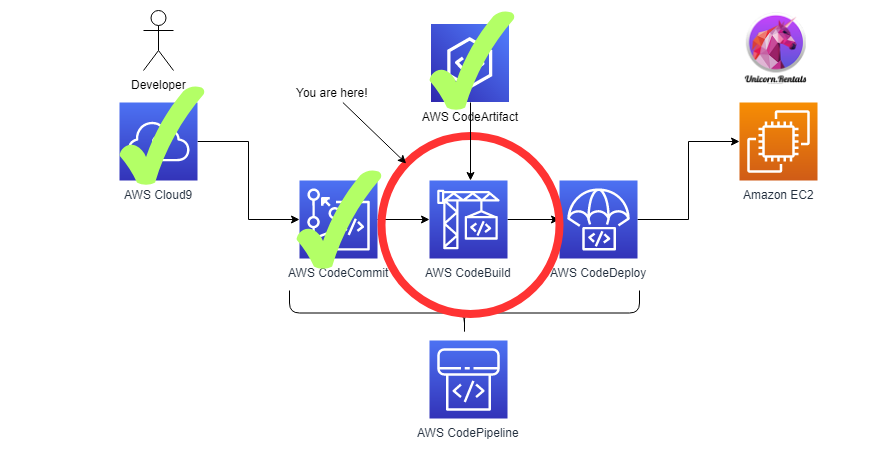 Developer
Unicorn.Rentals
You are here!
AWS CodeArtifact
AWS Cloud9
Amazon EC2
AWS CodeCommit
AWS CodeBuild
AWS CodeDeploy
AWS CodePipeline